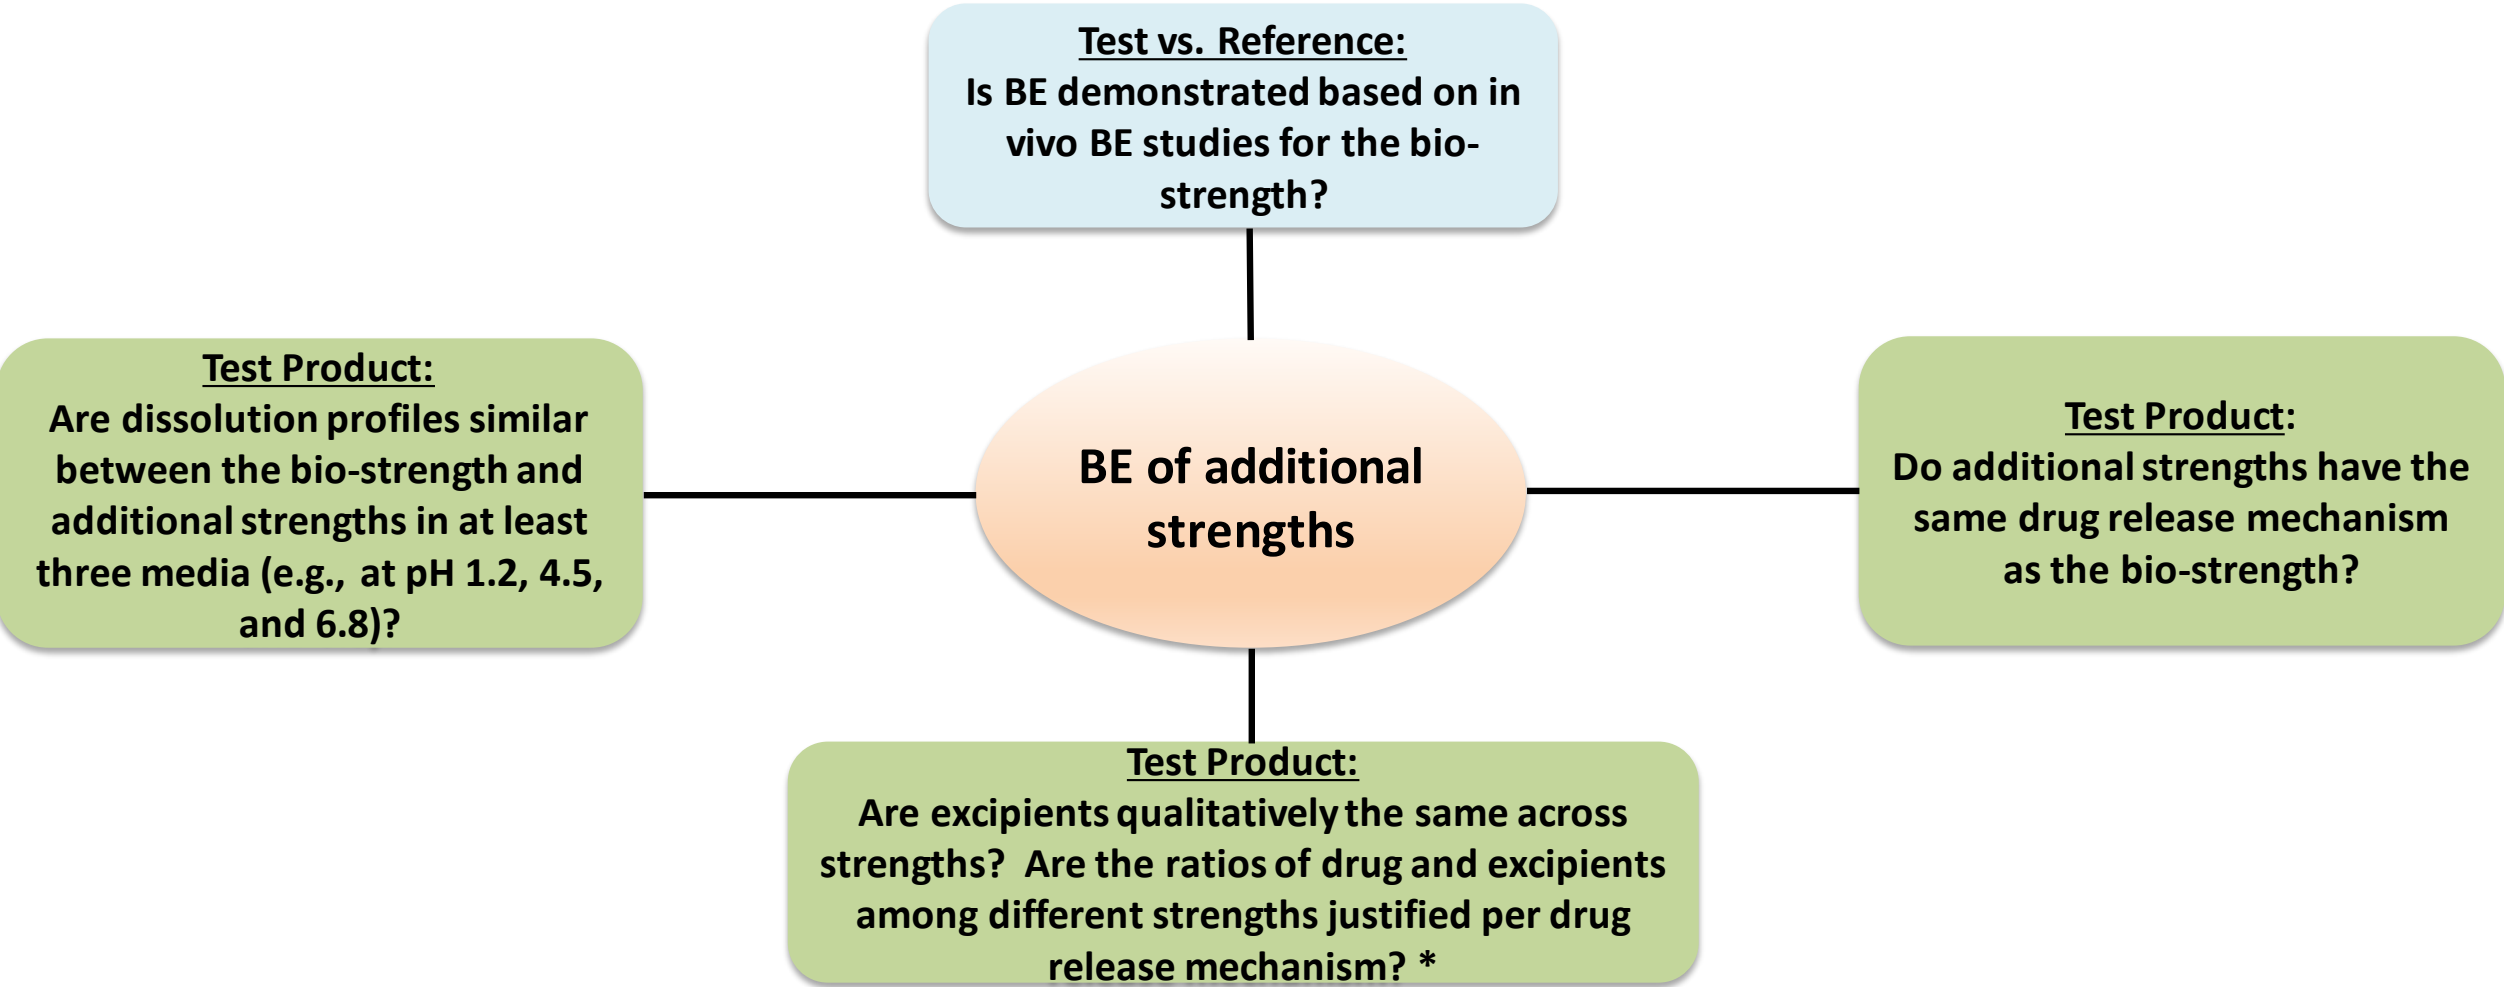 Test vs. Reference:
Is BE demonstrated based on in
vivo BE studies for the bio-
strength?
Test Product:
Are dissolution profiles similar
between the bio-strength and
additional strengths in at least
three media (e.g., at pH 1.2, 4.5,
and 6.8)?
BE of additional
strengths
Test Product:
Do additional strengths have the
same drug release mechanism
as the bio-strength?
Test Product:
Are excipients qualitatively the same across
strengths? Are the ratios of drug and excipients
among different strengths justified per drug
release mechanism? *